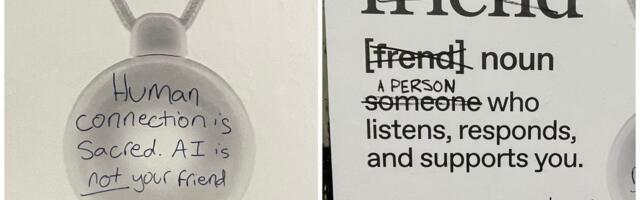 Human
connection is
Sacred. AI is
not your friend
friend
[frend] noun
A PERSON
someone who
listens, responds,
and supports you.